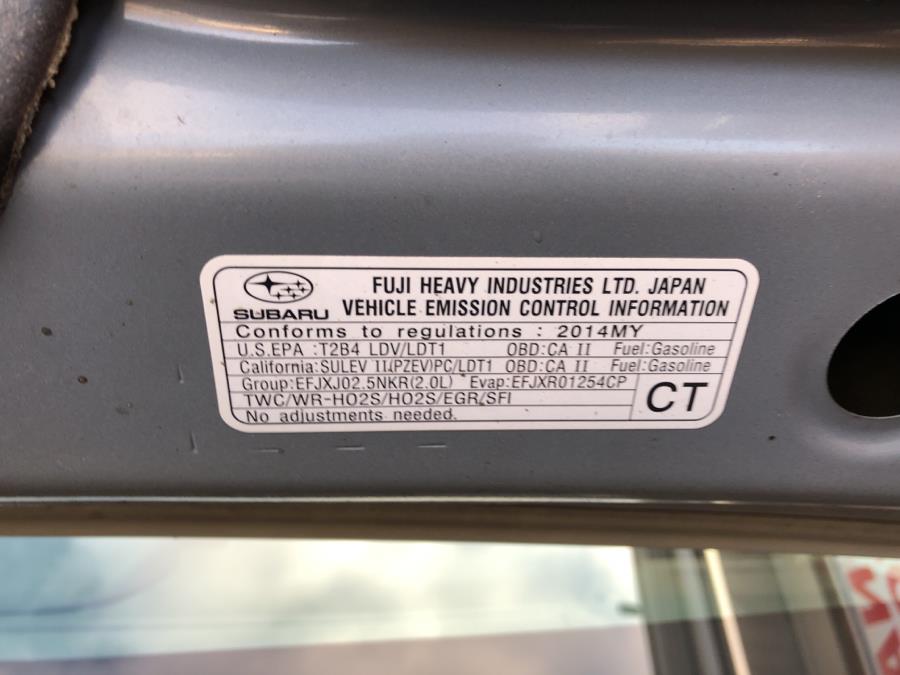 SUBARU
FUJI HEAVY INDUSTRIES LTD. JAPAN
VEHICLE EMISSION CONTROL INFORMATION
Conforms to regulations : 2014MY
U.S.EPA :T2B4 LDV/LDT1 OBD:CA II Fuel:Gasoline
California:SULEV II(PZEV)PC/LDT1 OBD:CA II Fuel:Gasoline
Group:EFJXJ02.5NKR(2.0L) Evap:EFJXR01254CP
TWC/WR-HO2S/HO2S/EGR/SFI
No adjustments needed.
CT